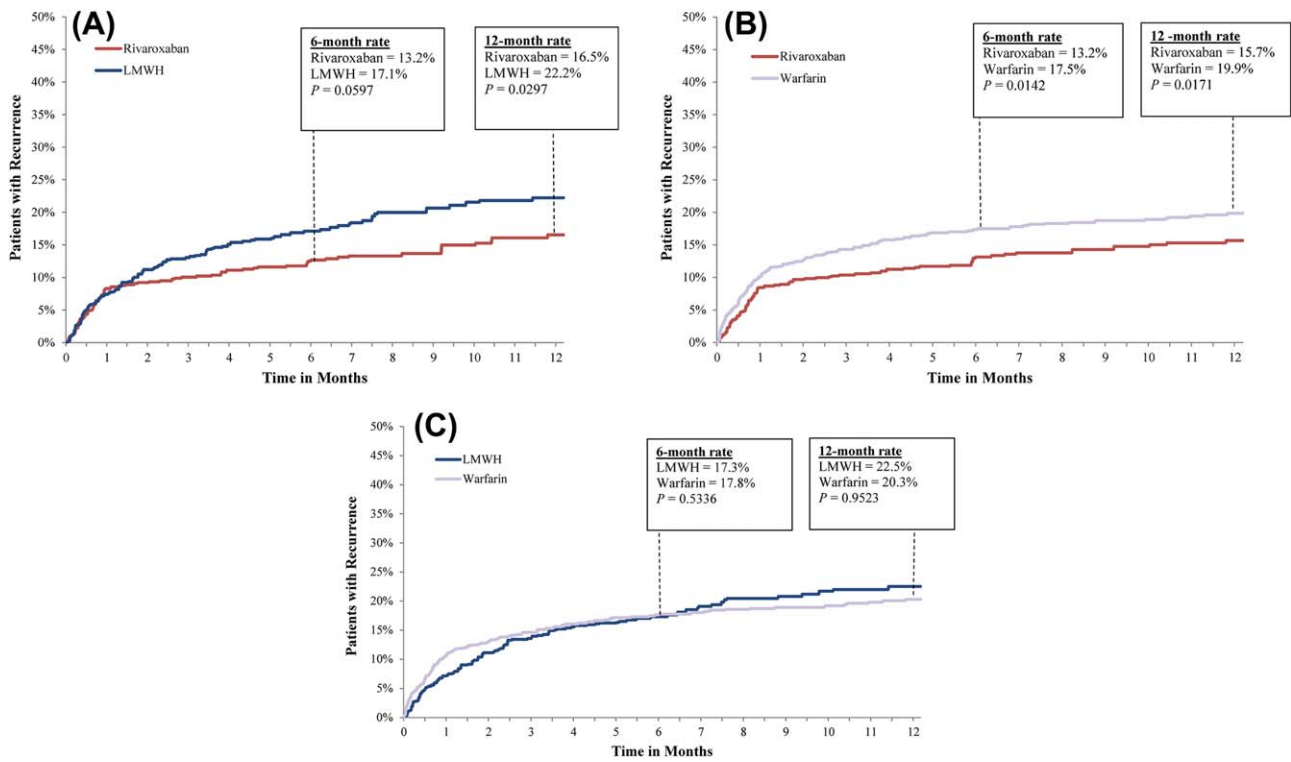 (A)
50%
45%
40%
35%
30%
25%
20%
15%
10%
5%
0%
Patients with Recurrence
Rivaroxaban
LMWH
6-month rate
Rivaroxaban = 13.2%
LMWH = 17.1%
P = 0.0597
12-month rate
Rivaroxaban = 16.5%
LMWH = 22.2%
P = 0.0297
0 1 2 3 4 5 6 7 8 9 10 11 12
Time in Months
(B)
50%
45%
40%
35%
30%
25%
20%
15%
10%
5%
0%
Patients with Recurrence
Rivaroxaban
Warfarin
6-month rate
Rivaroxaban = 13.2%
Warfarin = 17.5%
P = 0.0142
12 -month rate
Rivaroxaban = 15.7%
Warfarin = 19.9%
P = 0.0171
0 1 2 3 4 5 6 7 8 9 10 11 12
Time in Months
(C)
50%
45%
40%
35%
30%
25%
20%
15%
10%
5%
0%
Patients with Recurrence
LMWH
Warfarin
6-month rate
LMWH = 17.3%
Warfarin = 17.8%
P = 0.5336
12-month rate
LMWH = 22.5%
Warfarin = 20.3%
P = 0.9523
0 1 2 3 4 5 6 7 8 9 10 11 12
Time in Months